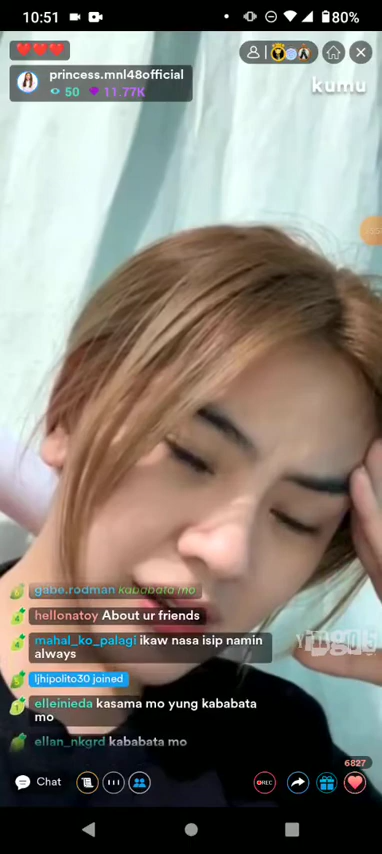 10:51
80%
princess.mnl48official
50 11.77K
kumu
gabe.rodman kababata mo
hellonatoy About ur friends
mahal_ko_palagi ikaw nasa isip namin
always
ljhipolito30 joined
elleinieda kasama mo yung kababata
mo
ellan_nkgrd kababata mo
6827
Chat
REC